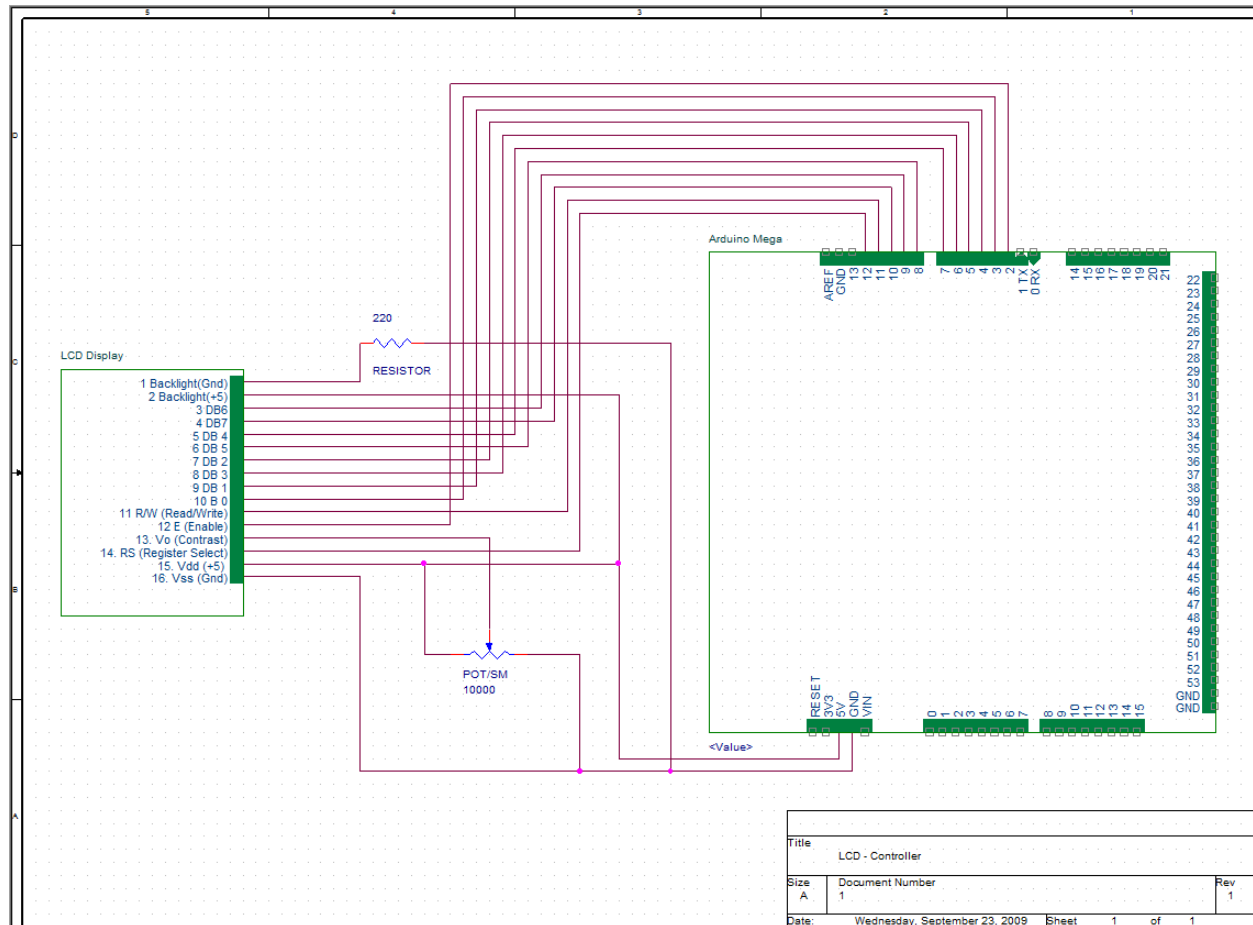 5 4 3 2 1
D
C
B
A
Arduino Mega
AREF
GND
13
12
11
10
9
8
7
6
5
4
3
2
1 TX
0 RX
14
15
16
17
18
19
20
21
22
23
24
25
26
27
28
29
30
31
32
33
34
35
36
37
38
39
40
41
42
43
44
45
46
47
48
49
50
51
52
53
GND
GND
220
RESISTOR
LCD Display
1 Backlight(Gnd)
2 Backlight(+5)
3 DB6
4 DB7
5 DB 4
6 DB 5
7 DB 2
8 DB 3
9 DB 1
10 B 0
11 R/W (Read/Write)
12 E (Enable)
13. Vo (Contrast)
14. RS (Register Select)
15. Vdd (+5)
16. Vss (Gnd)
POT/SM
10000
RESET
3V3
5V
GND
VIN
0
1
2
3
4
5
6
7
8
9
10
11
12
13
14
15
<Value>
Title
LCD - Controller
Size Document Number Rev
A 1 1
Date: Wednesday, September 23, 2009 Sheet 1 of 1